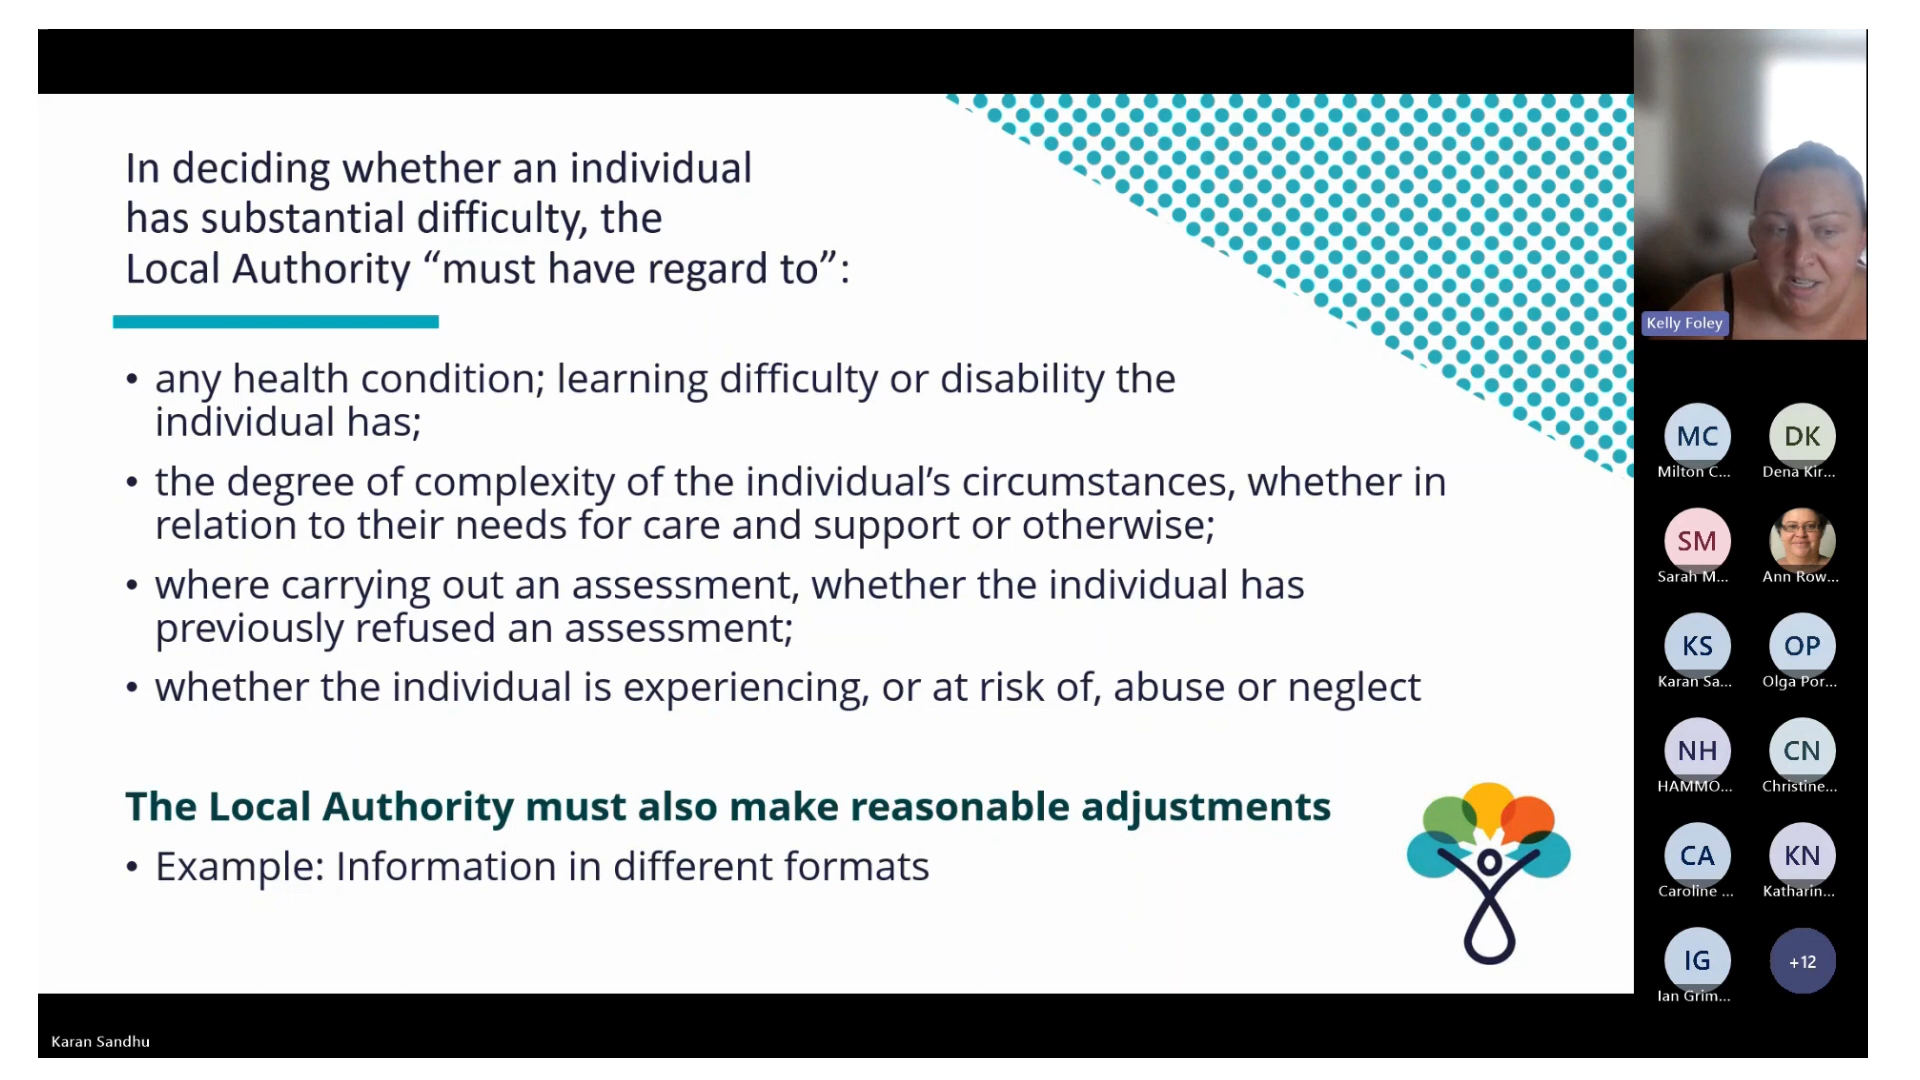 In deciding whether an individual
has substantial difficulty, the
Local Authority “must have regard to”:
• any health condition; learning difficulty or disability the
individual has;
• the degree of complexity of the individual’s circumstances, whether in
relation to their needs for care and support or otherwise;
• where carrying out an assessment, whether the individual has
previously refused an assessment;
• whether the individual is experiencing, or at risk of, abuse or neglect
The Local Authority must also make reasonable adjustments
• Example: Information in different formats
Kelly Foley
MC
DK
Milton C...
Dena Kir...
SM
Sarah M...
Ann Row...
KS
OP
Karan Sa...
Olga Por...
NH
CN
HAMMO...
Christine...
CA
KN
Caroline ...
Katharin...
IG
+12
Ian Grim...
Karan Sandhu